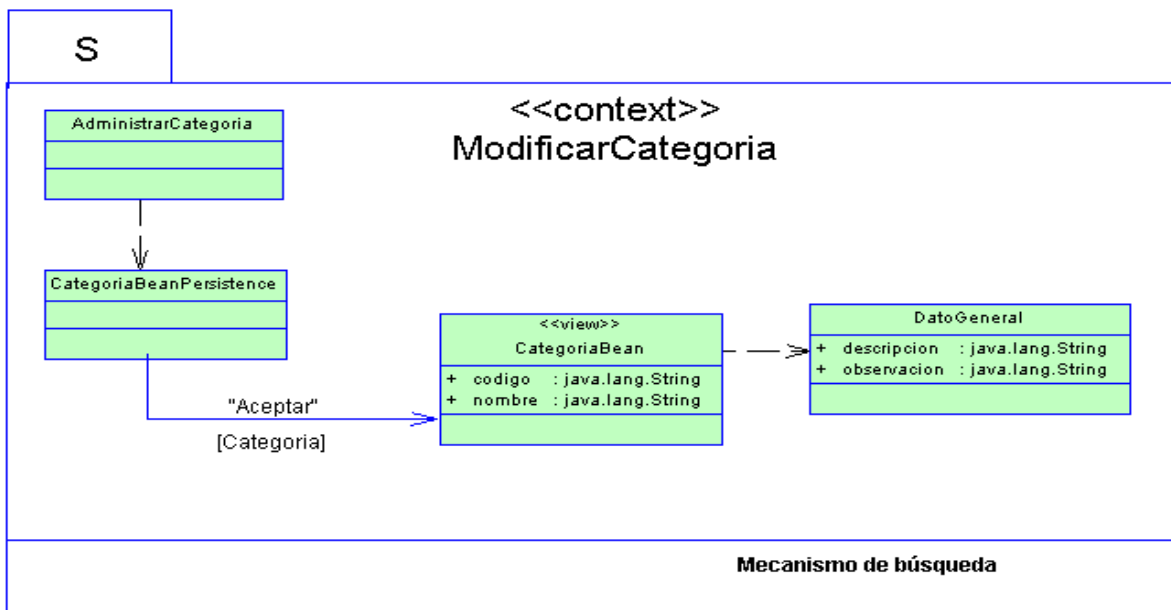 S
<<context>>
ModificarCategoria
AdministrarCategoria
CategoriaBeanPersistence
"Aceptar"
[Categoria]
<<view>>
CategoriaBean
+ codigo : java.lang.String
+ nombre : java.lang.String
DatoGeneral
+ descripcion : java.lang.String
+ observacion : java.lang.String
Mecanismo de búsqueda